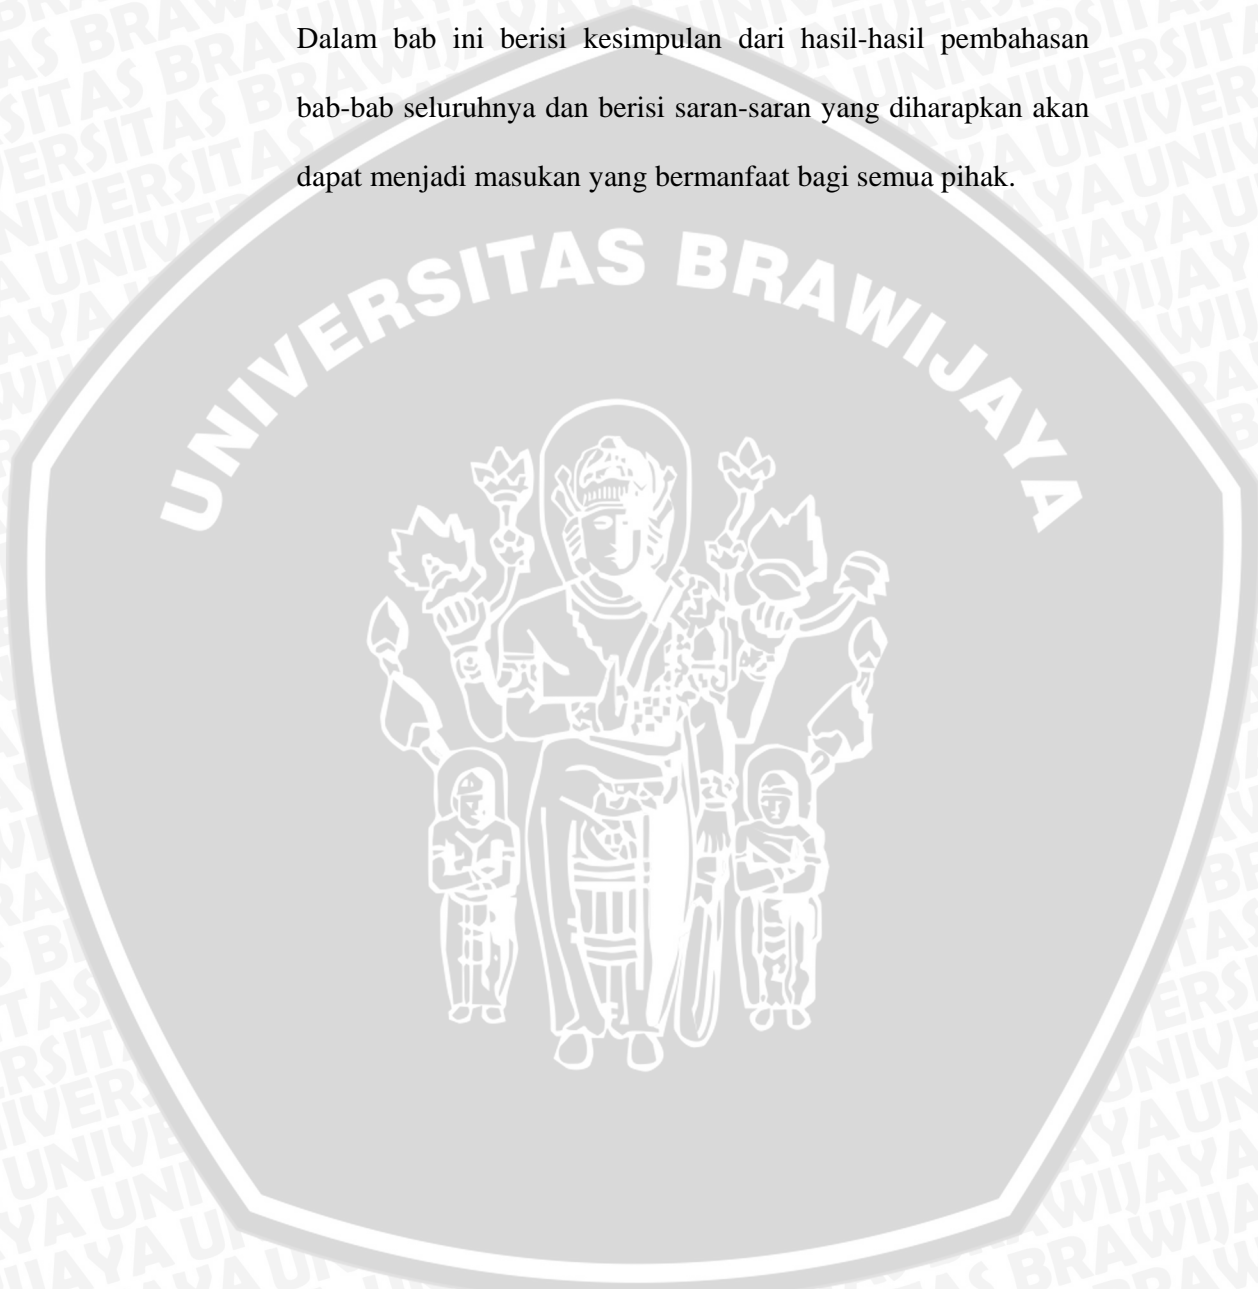 Dalam bab ini berisi kesimpulan dari hasil-hasil pembahasan
bab-bab seluruhnya dan berisi saran-saran yang diharapkan akan
dapat menjadi masukan yang bermanfaat bagi semua pihak.
UNIVERSITAS BRAWIJAYA